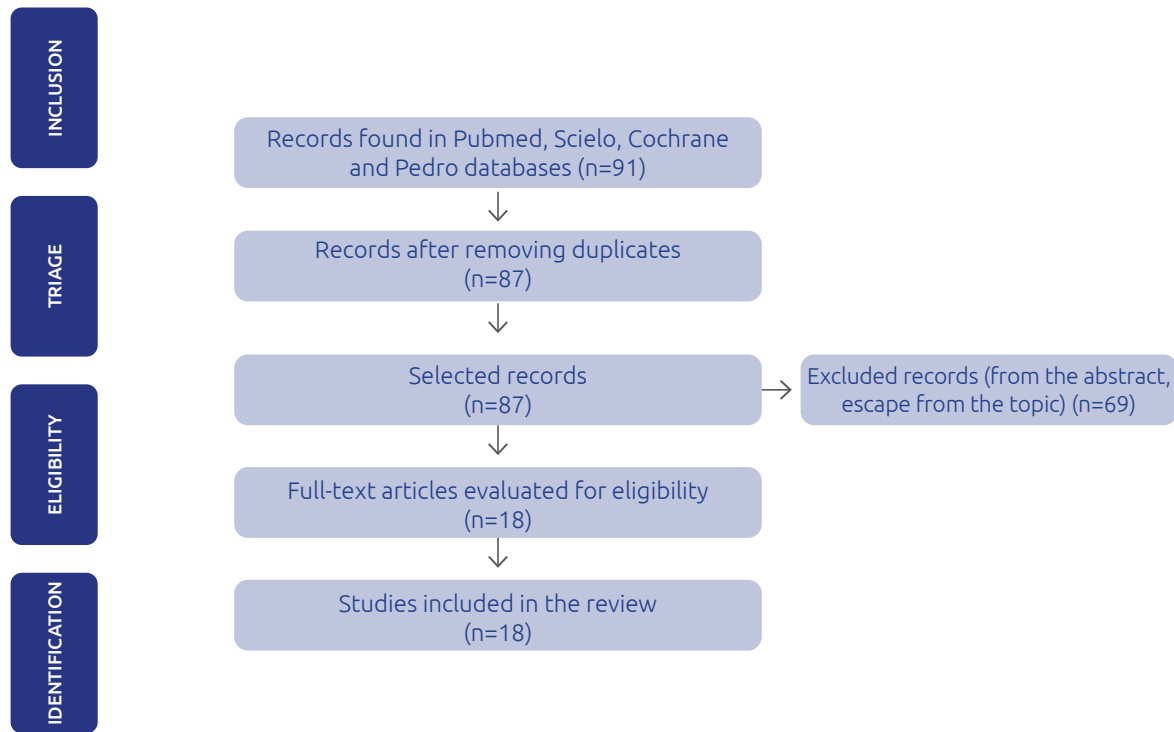 INCLUSION
Records found in Pubmed, Scielo, Cochrane
and Pedro databases (n=91)
TRIAGE
Records after removing duplicates
(n=87)
Selected records
(n=87)
Excluded records (from the abstract,
escape from the topic) (n=69)
ELIGIBILITY
Full-text articles evaluated for eligibility
(n=18)
IDENTIFICATION
Studies included in the review
(n=18)